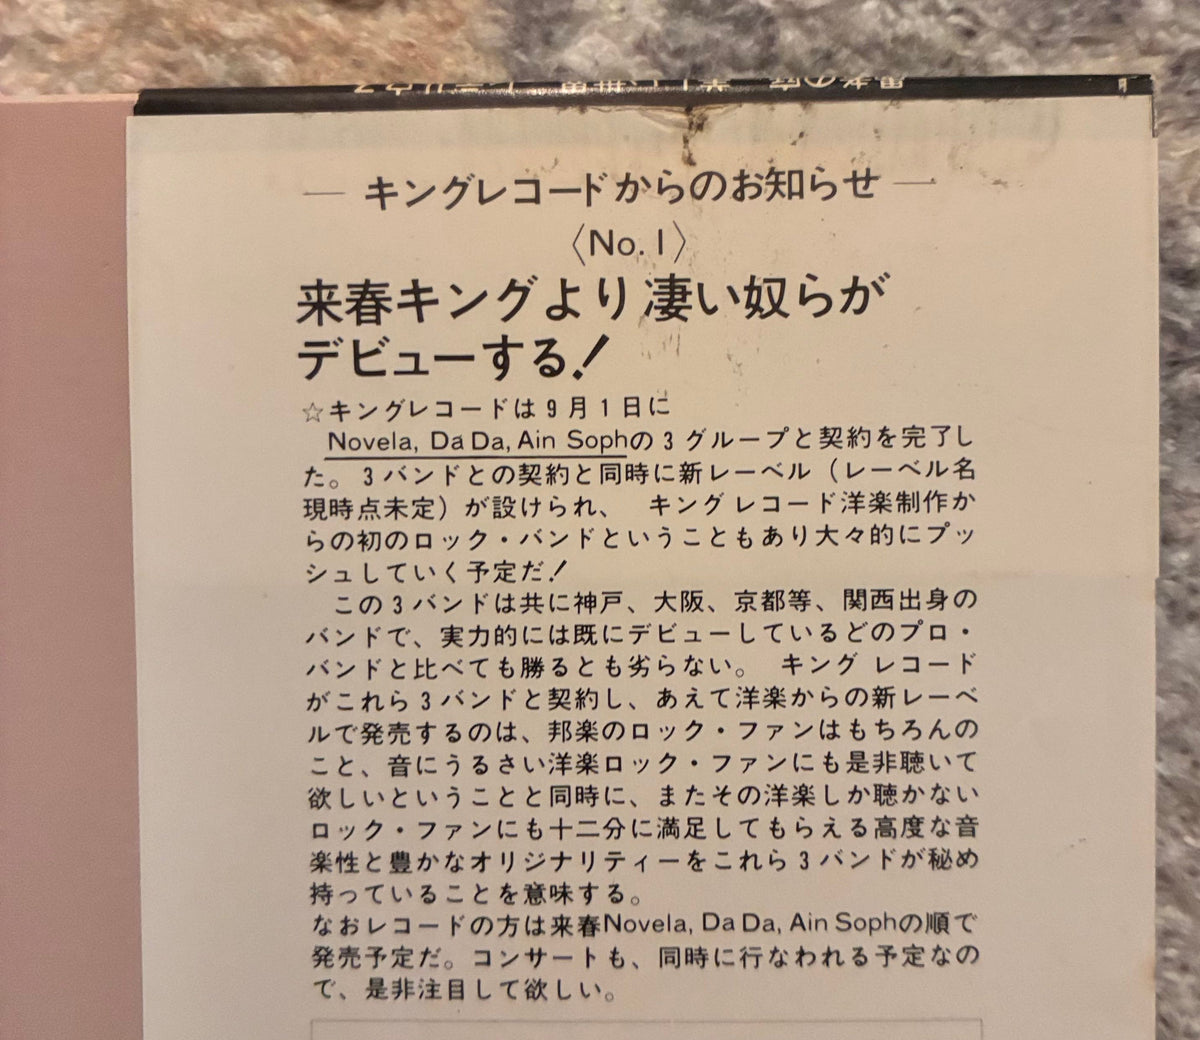 ― キングレコードからのお知らせ ―
〈No. 1〉
来春キングより凄い奴らが
デビューする!
☆キングレコードは9月1日に
Novela, Da Da, Ain Sophの3グループと契約を完了し
た。3バンドとの契約と同時に新レーベル（レーベル名
現時点未定）が設けられ、 キング レコード洋楽制作か
らの初のロック・バンドということもあり大々的にプッ
シュしていく予定だ!
この3バンドは共に神戸、大阪、京都等、関西出身の
バンドで、実力的には既にデビューしているどのプロ・
バンドと比べても勝るとも劣らない。 キング レコード
がこれら3バンドと契約し、あえて洋楽からの新レーベ
ルで発売するのは、邦楽のロック・ファンはもちろんの
こと、音にうるさい洋楽ロック・ファンにも是非聴いて
欲しいということと同時に、またその洋楽しか聴かない
ロック・ファンにも十二分に満足してもらえる高度な音
楽性と豊かなオリジナリティーをこれら3バンドが秘め
持っていることを意味する。
なおレコードの方は来春Novela, Da Da, Ain Sophの順で
発売予定だ。コンサートも、同時に行なわれる予定なの
で、是非注目して欲しい。